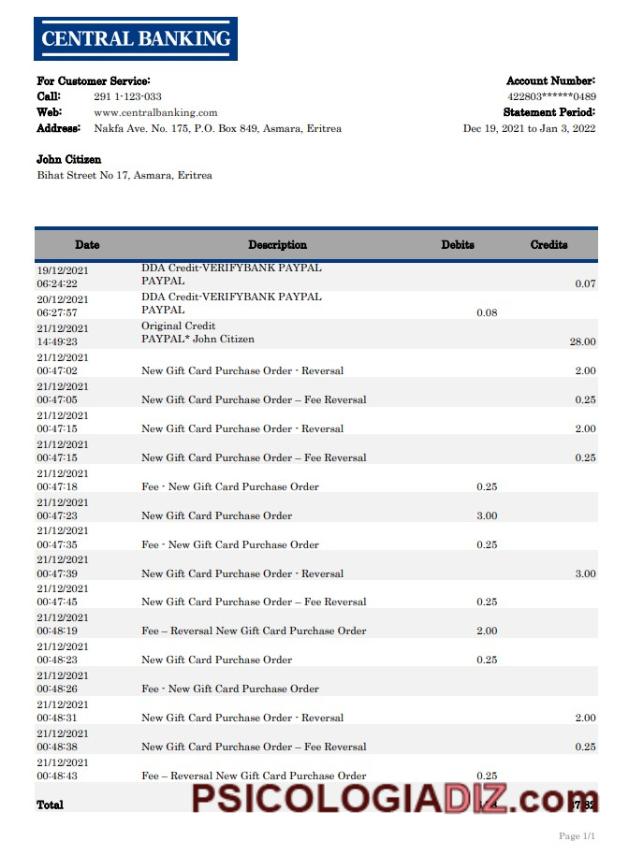 CENTRAL BANKING
For Customer Service: Account Number:
Call: 291 1-123-033 422803******0489
Web: www.centralbanking.com Statement Period:
Address: Nakfa Ave. No. 175, P.O. Box 849, Asmara, Eritrea Dec 19, 2021 to Jan 3, 2022
John Citizen
Bihat Street No 17, Asmara, Eritrea
Date Description Debits Credits
19/12/2021 DDA Credit-VERIFYBANK PAYPAL
06:24:22 PAYPAL 0.07
20/12/2021 DDA Credit-VERIFYBANK PAYPAL
06:27:57 PAYPAL 0.08
21/12/2021 Original Credit
14:49:23 PAYPAL* John Citizen 28.00
21/12/2021
00:47:02 New Gift Card Purchase Order - Reversal 2.00
21/12/2021
00:47:05 New Gift Card Purchase Order – Fee Reversal 0.25
21/12/2021
00:47:15 New Gift Card Purchase Order - Reversal 2.00
21/12/2021
00:47:15 New Gift Card Purchase Order – Fee Reversal 0.25
21/12/2021
00:47:18 Fee - New Gift Card Purchase Order 0.25
21/12/2021
00:47:23 New Gift Card Purchase Order 3.00
21/12/2021
00:47:35 Fee - New Gift Card Purchase Order 0.25
21/12/2021
00:47:39 New Gift Card Purchase Order - Reversal 3.00
21/12/2021
00:47:45 New Gift Card Purchase Order – Fee Reversal 0.25
21/12/2021
00:48:19 Fee – Reversal New Gift Card Purchase Order 2.00
21/12/2021
00:48:23 New Gift Card Purchase Order 0.25
21/12/2021
00:48:26 Fee - New Gift Card Purchase Order
21/12/2021
00:48:31 New Gift Card Purchase Order - Reversal 2.00
21/12/2021
00:48:38 New Gift Card Purchase Order – Fee Reversal 0.25
21/12/2021
00:48:43 Fee – Reversal New Gift Card Purchase Order 0.25
Total
PSICOLOGIADIZ.com
Page 1/1